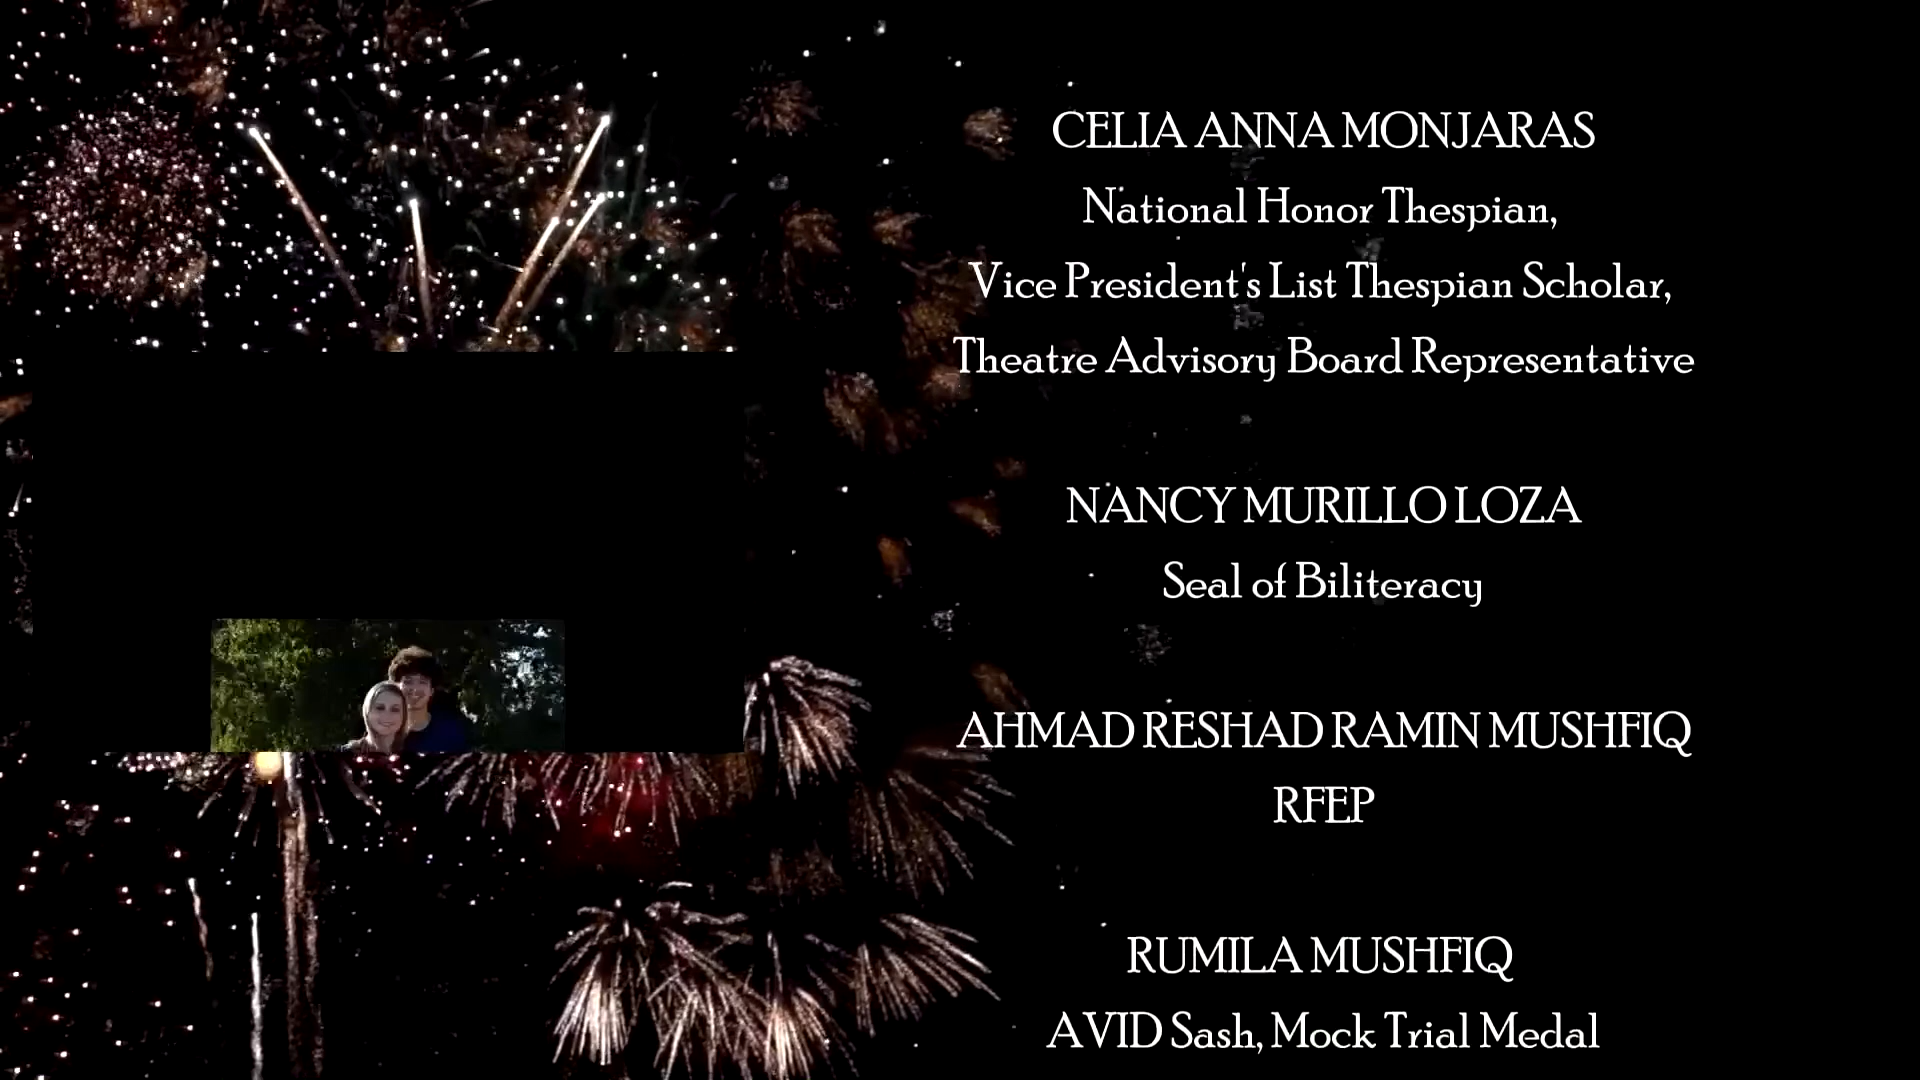 CELIA ANNA MONJARAS
National Honor Thespian,
Vice President's List Thespian Scholar,
Theatre Advisory Board Representative
NANCY MURILLO LOZA
Seal of Biliteracy
AHMAD RESHAD RAMIN MUSHFIQ
RFEP
RUMILA MUSHFIQ
AVID Sash, Mock Trial Medal